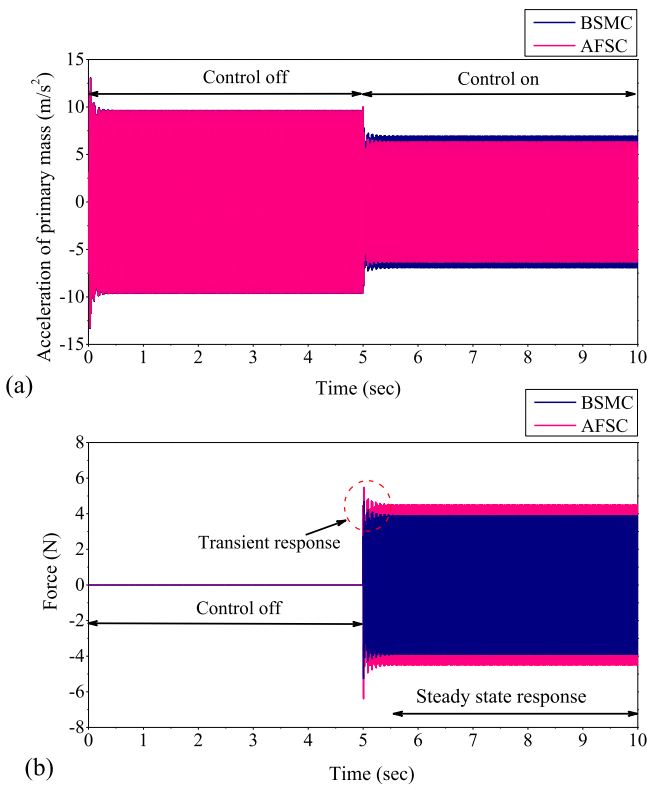 BSMC
AFSC
Control off
Control on
15
10
5
0
-5
-10
-15
Acceleration of primary mass (m/s²)
0 1 2 3 4 5 6 7 8 9 10
Time (sec)
(a)
BSMC
AFSC
8
6
4
2
0
-2
-4
-6
-8
Force (N)
Transient response
Control off
Steady state response
0 1 2 3 4 5 6 7 8 9 10
Time (sec)
(b)